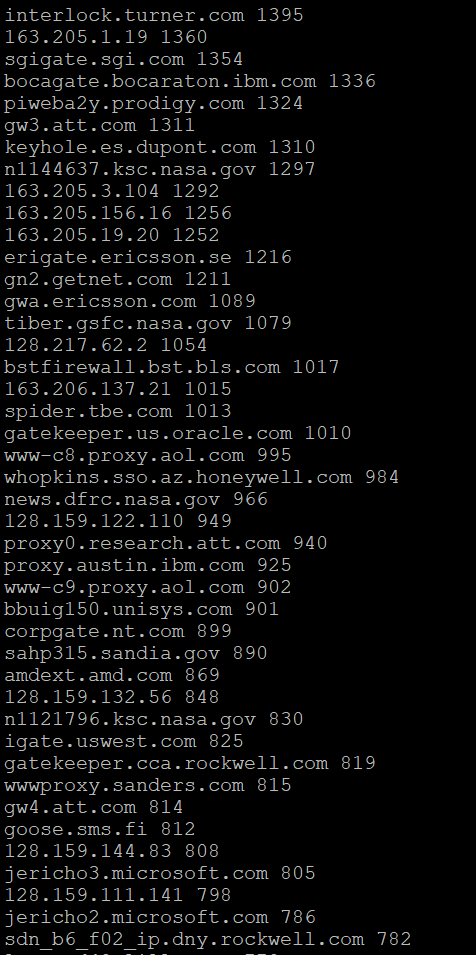 interlock.turner.com 1395
163.205.1.19 1360
sgigate.sgi.com 1354
bocagate.bocaraton.ibm.com 1336
piweba2y.prodigy.com 1324
gw3.att.com 1311
keyhole.es.dupont.com 1310
n1144637.ksc.nasa.gov 1297
163.205.3.104 1292
163.205.156.16 1256
163.205.19.20 1252
erigate.ericsson.se 1216
gn2.getnet.com 1211
gwa.ericsson.com 1089
tiber.gsfc.nasa.gov 1079
128.217.62.2 1054
bstfirewall.bst.bls.com 1017
163.206.137.21 1015
spider.tbe.com 1013
gatekeeper.us.oracle.com 1010
www-c8.proxy.aol.com 995
whopkins.sso.az.honeywell.com 984
news.dfrc.nasa.gov 966
128.159.122.110 949
proxy0.research.att.com 940
proxy.austin.ibm.com 925
www-c9.proxy.aol.com 902
bbuig150.unisys.com 901
corpgate.nt.com 899
sahp315.sandia.gov 890
amdext.amd.com 869
128.159.132.56 848
n1121796.ksc.nasa.gov 830
igate.uswest.com 825
gatekeeper.cca.rockwell.com 819
wwwproxy.sanders.com 815
gw4.att.com 814
goose.sms.fi 812
128.159.144.83 808
jericho3.microsoft.com 805
128.159.111.141 798
jericho2.microsoft.com 786
sdn_b6_f02_ip.dny.rockwell.com 782